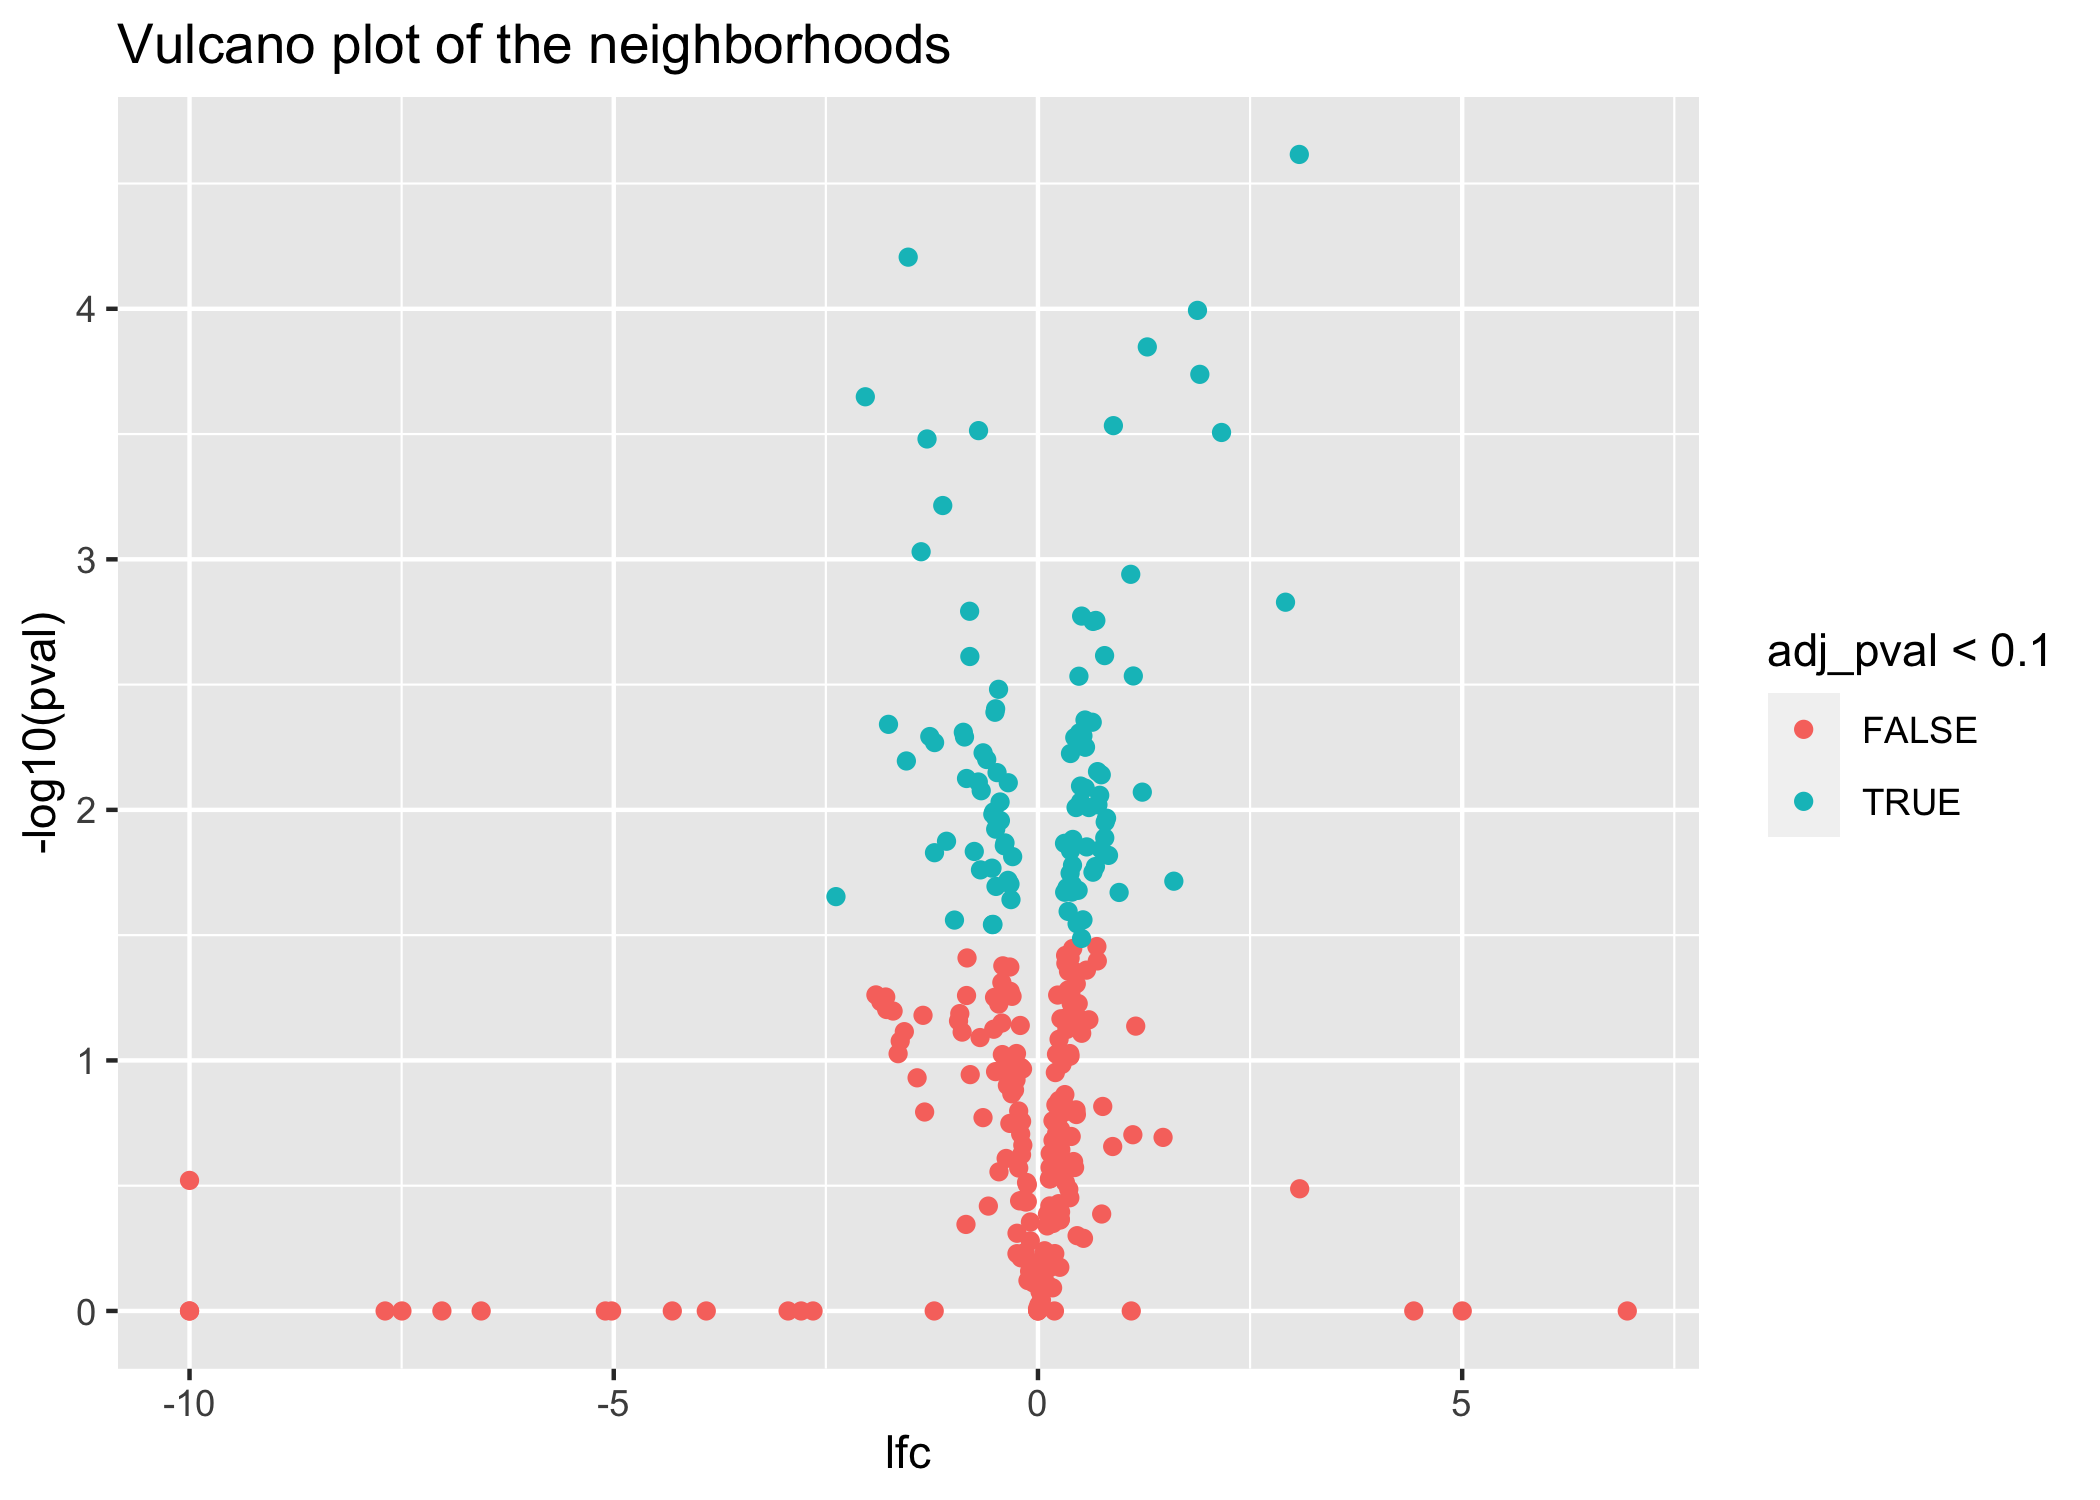 Vulcano plot of the neighborhoods
4
3
2
1
0
-log10(pval)
-10
-5
0
5
lfc
adj_pval < 0.1
FALSE
TRUE